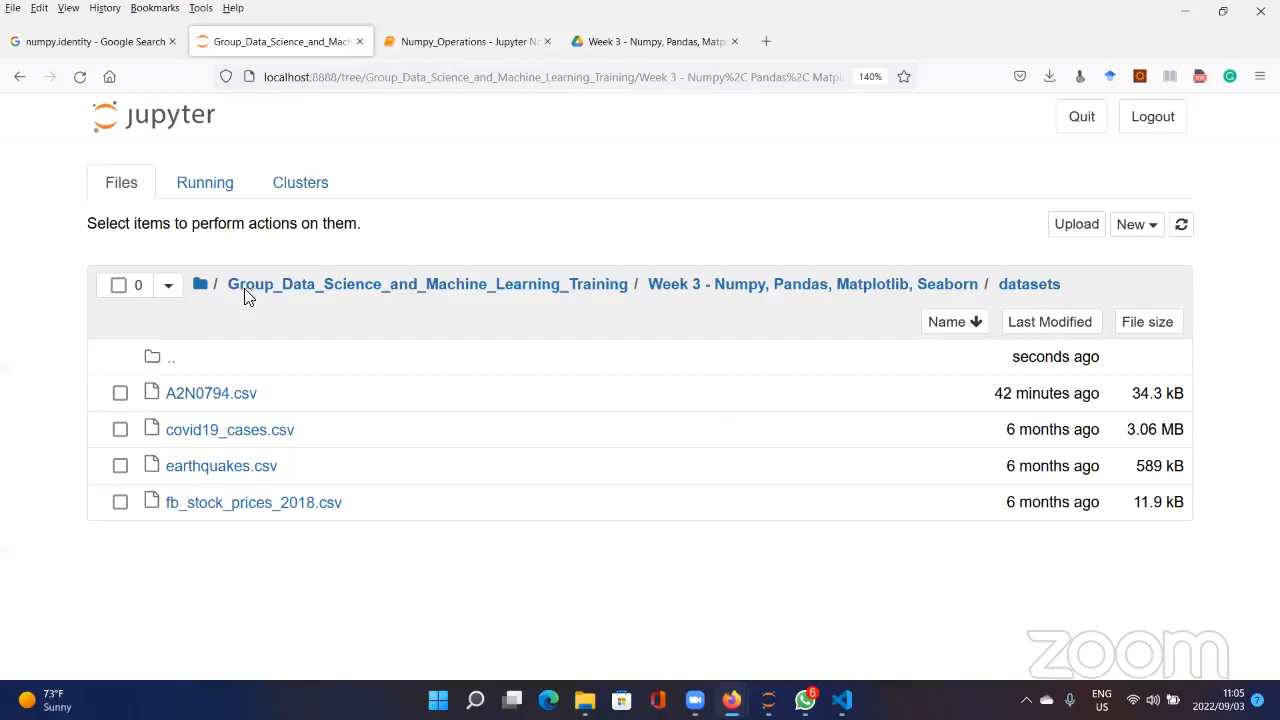 File Edit View History Bookmarks Tools Help
numpy.identity - Google Search
Group_Data_Science_and_Mach
Numpy_Operations - Jupyter No
Week 3 - Numpy, Pandas, Matpl
localhost:8888/tree/Group_Data_Science_and_Machine_Learning_Training/Week 3 - Numpy%2C Pandas%2C Matpl
140%
jupyter
Quit
Logout
Files
Running
Clusters
Select items to perform actions on them.
Upload
New
0
/ Group_Data_Science_and_Machine_Learning_Training / Week 3 - Numpy, Pandas, Matplotlib, Seaborn / datasets
Name
Last Modified
File size
.. seconds ago
A2N0794.csv 42 minutes ago 34.3 kB
covid19_cases.csv 6 months ago 3.06 MB
earthquakes.csv 6 months ago 589 kB
fb_stock_prices_2018.csv 6 months ago 11.9 kB
zoom
73°F
Sunny
6
ENG
US
11:05
2022/09/03
7